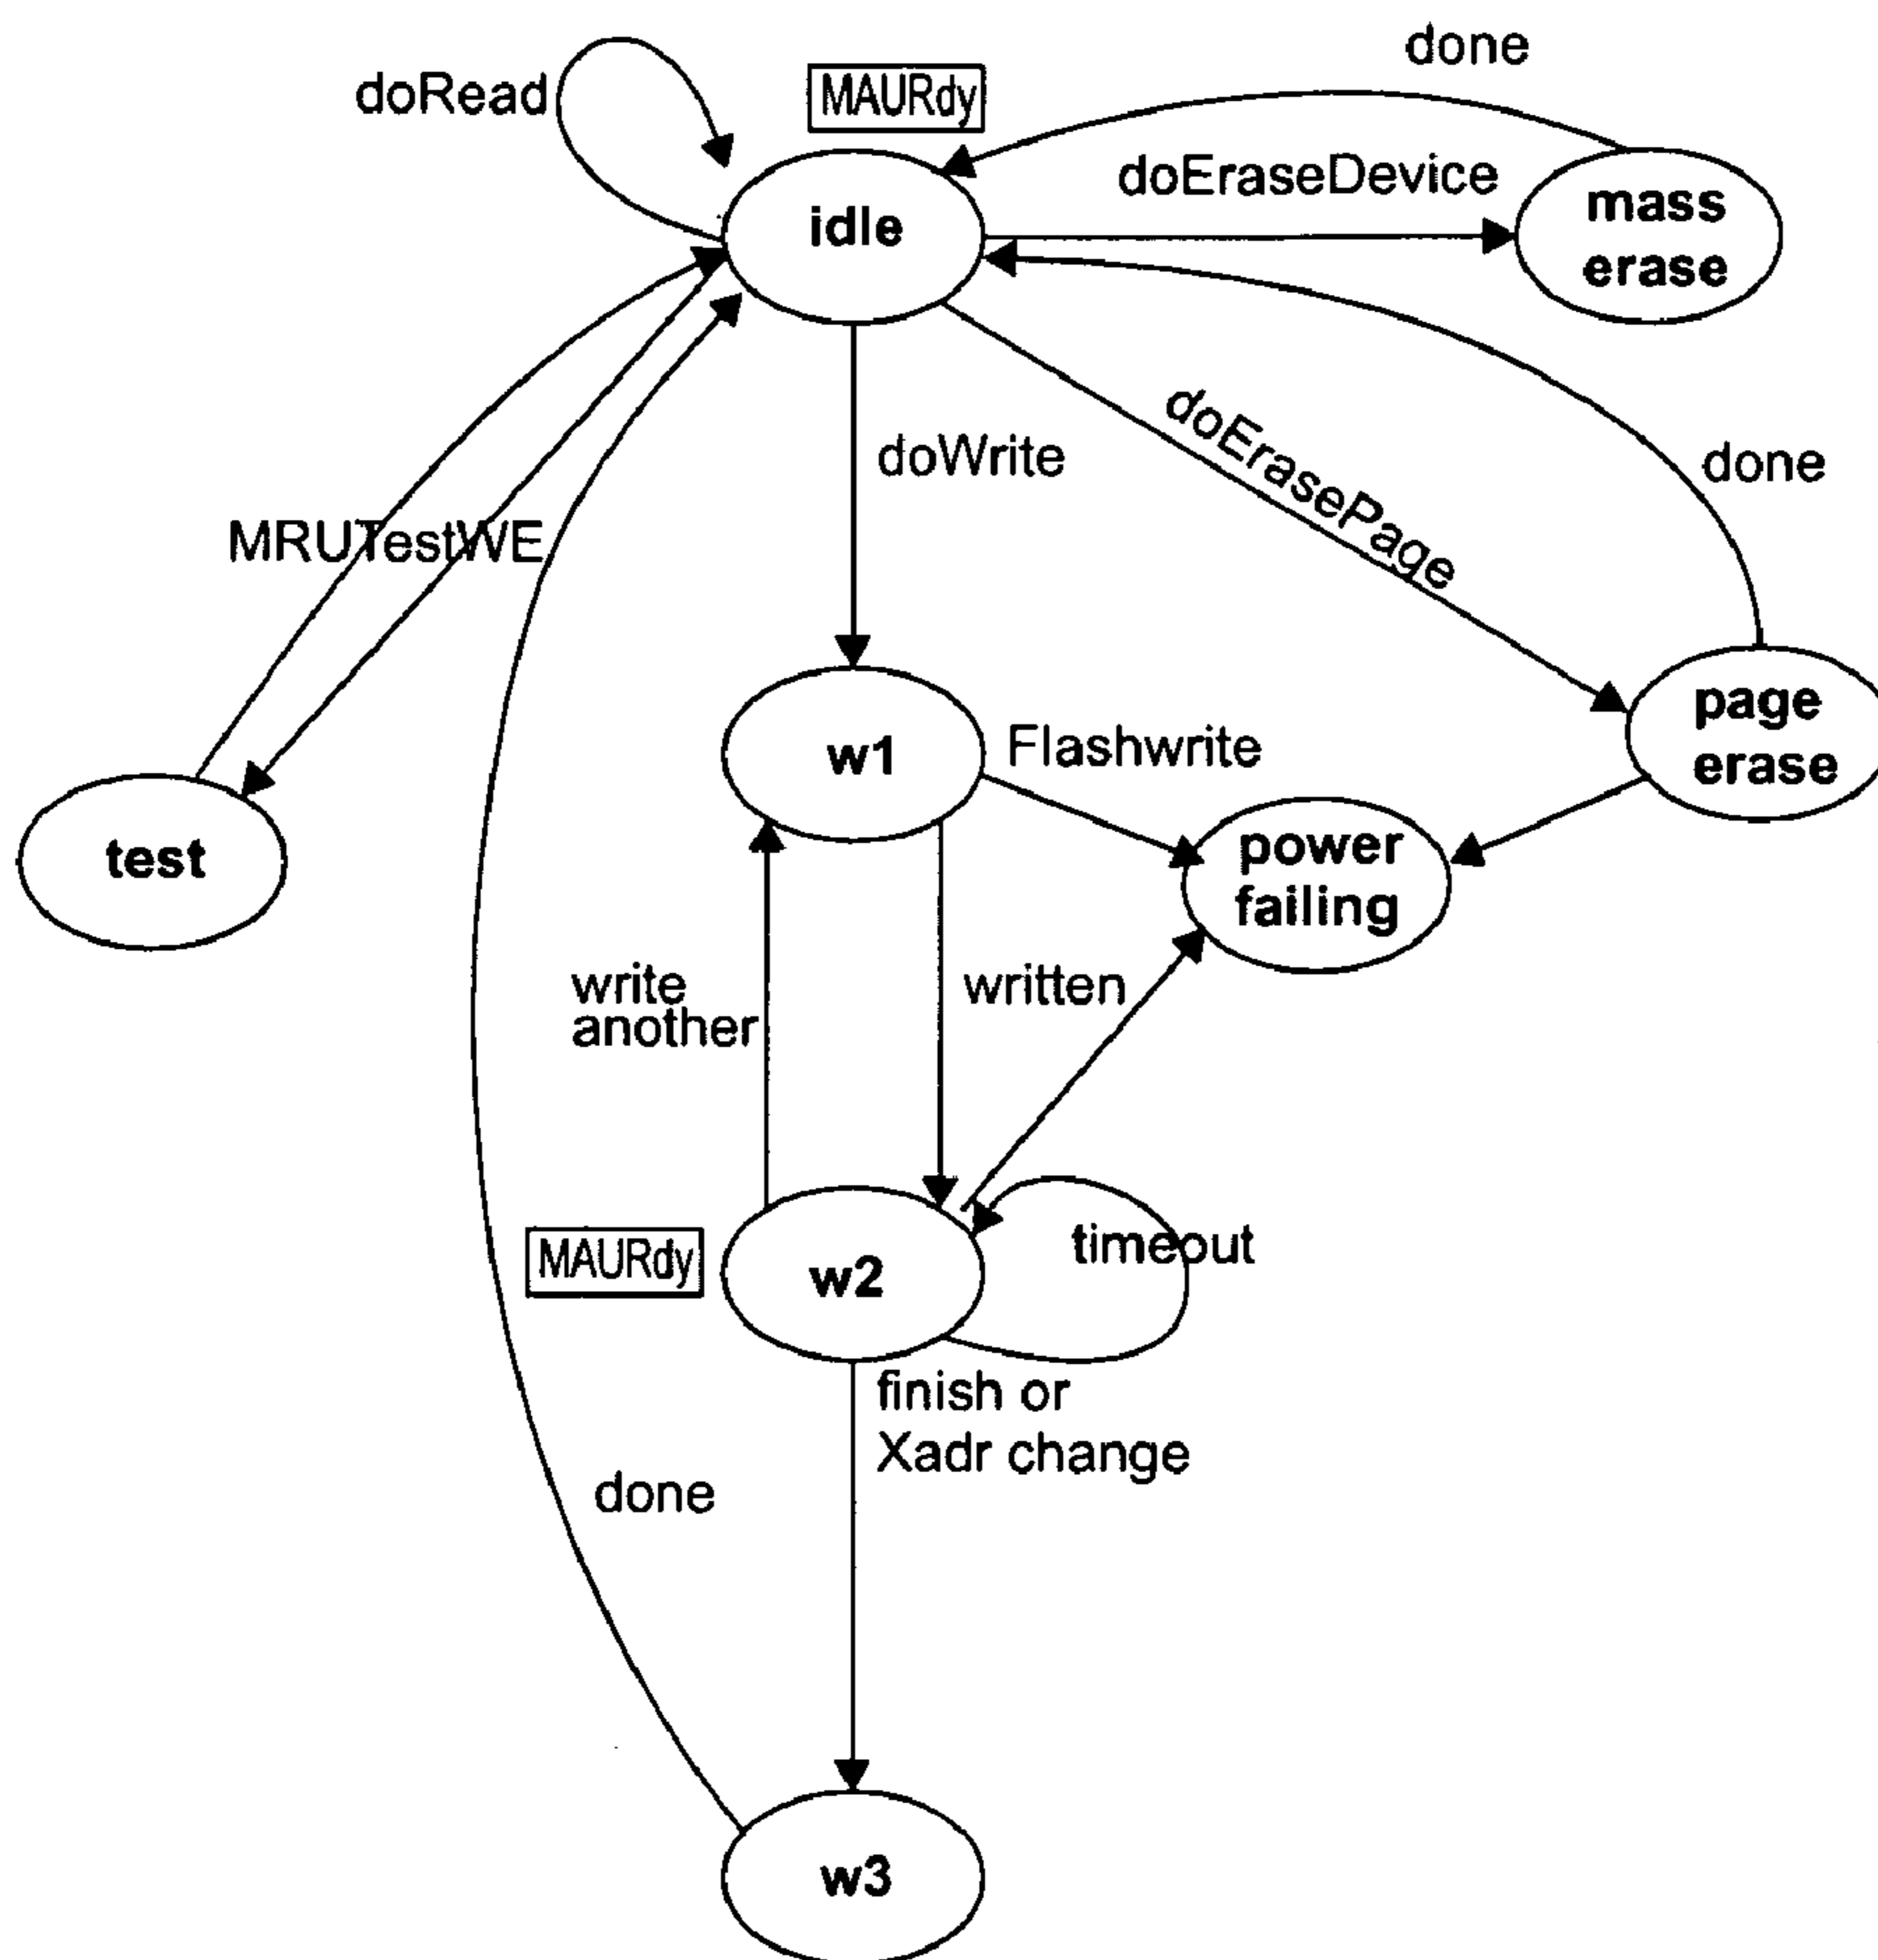 done
doRead
MAURdy
doEraseDevice
mass
erase
idle
doErasePage
doWrite
done
MRUTestWE
page
erase
w1
Flashwrite
power
failing
test
write
another
written
timeout
MAURdy
w2
finish or
Xadr change
done
w3